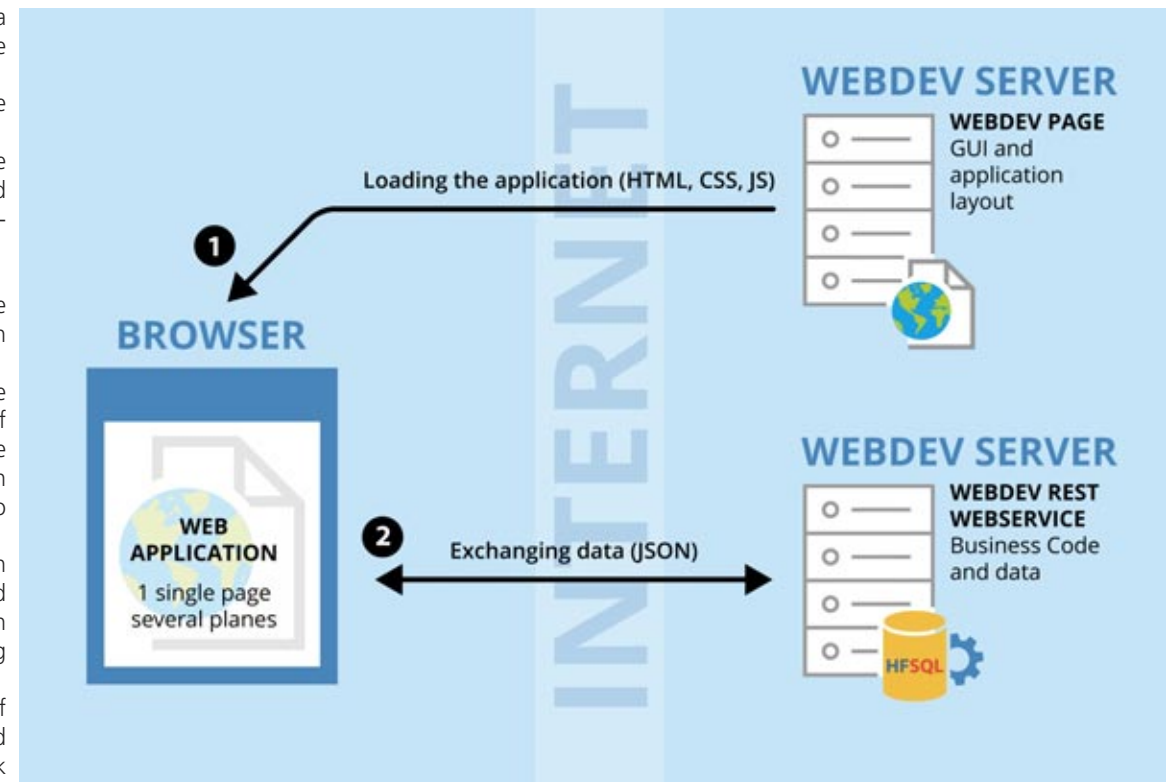 WEBDEV SERVER
WEBDEV PAGE
GUI and
application
layout
Loading the application (HTML, CSS, JS)
1
BROWSER
INTERNET
WEB
APPLICATION
1 single page
several planes
2
Exchanging data (JSON)
WEBDEV SERVER
WEBDEV REST
WEBSERVICE
Business Code
and data
HFSQL